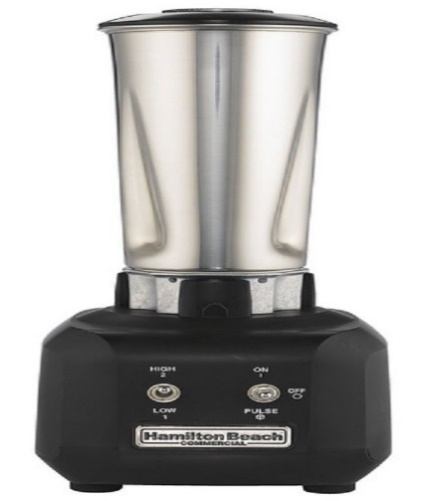 HIGH
2
ON
I
OFF
O
LOW
1
PULSE
Hamilton Beach
COMMERCIAL